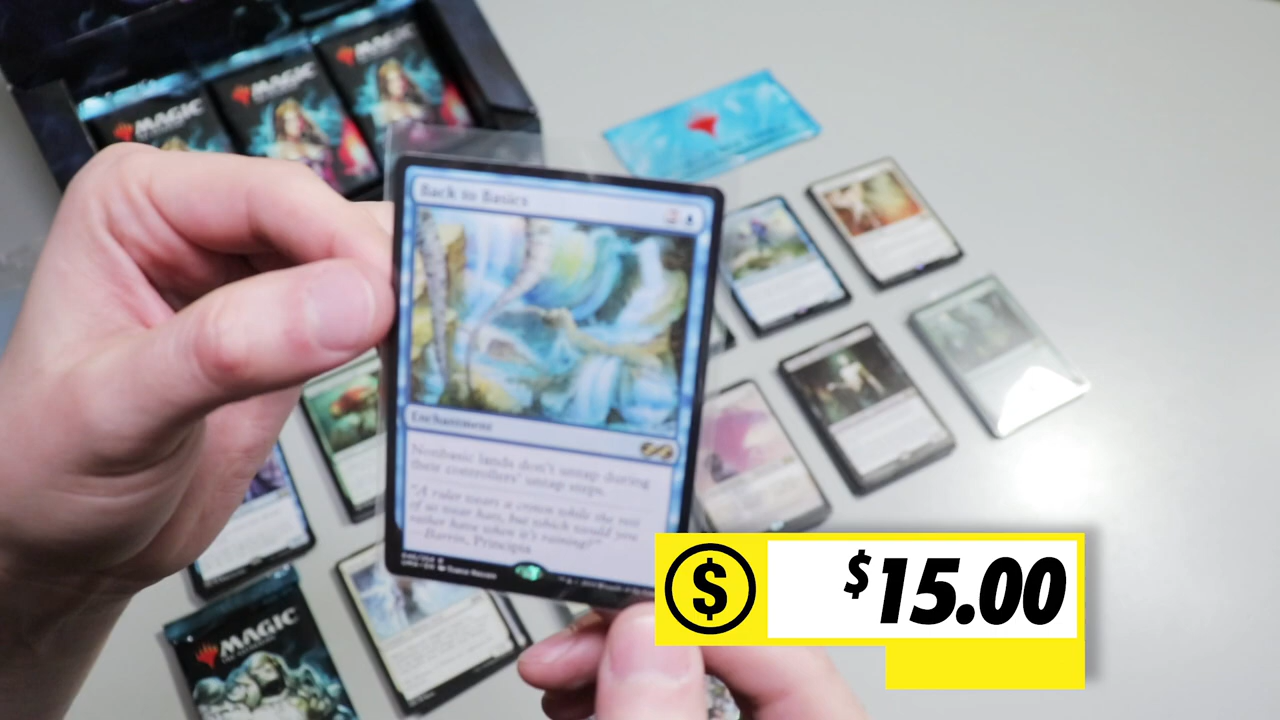 MAGIC
MAGIC
MAGIC
Back to Basics
2
Enchantment
Nonbasic lands don't untap during
their controllers' untap steps.
"A ruler wears a crown while the rest
of us wear hats, but which would you
rather have when it's raining?"
Barrin, Principia
MAGIC
$
$15.00